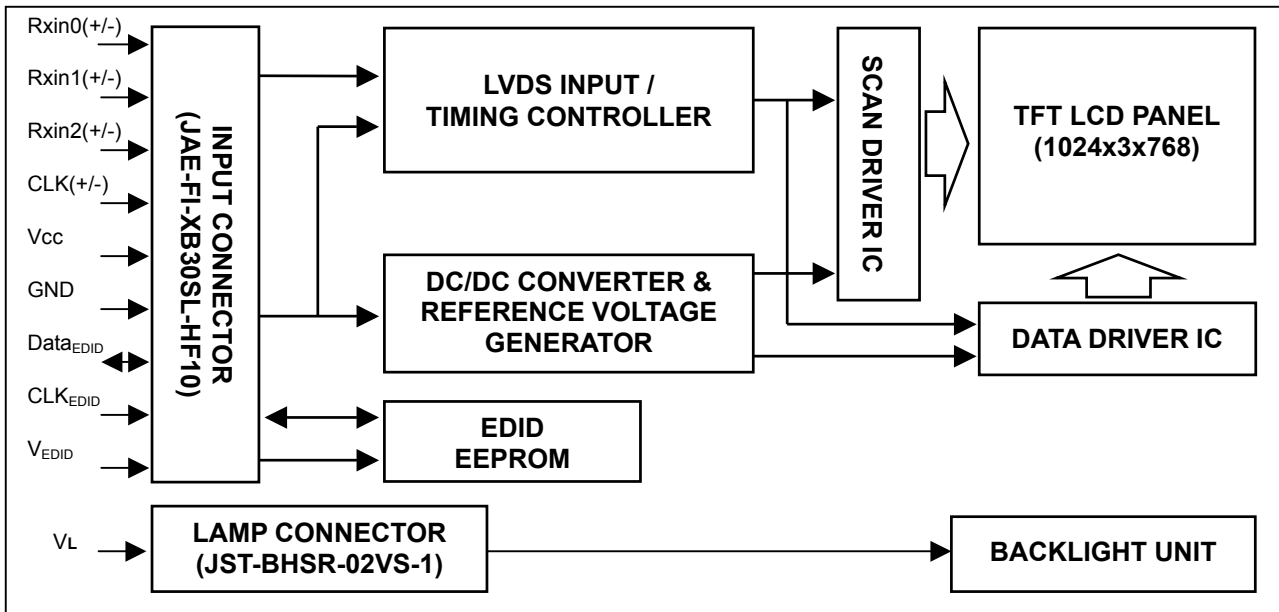 Rxin0(+/-)
Rxin1(+/-)
Rxin2(+/-)
CLK(+/-)
Vcc
GND
DataEDID
CLKEDID
VEDID
VL
INPUT CONNECTOR
(JAE-FI-XB30SL-HF10)
LVDS INPUT /
TIMING CONTROLLER
DC/DC CONVERTER &
REFERENCE VOLTAGE
GENERATOR
EDID
EEPROM
LAMP CONNECTOR
(JST-BHSR-02VS-1)
SCAN DRIVER IC
TFT LCD PANEL
(1024x3x768)
DATA DRIVER IC
BACKLIGHT UNIT